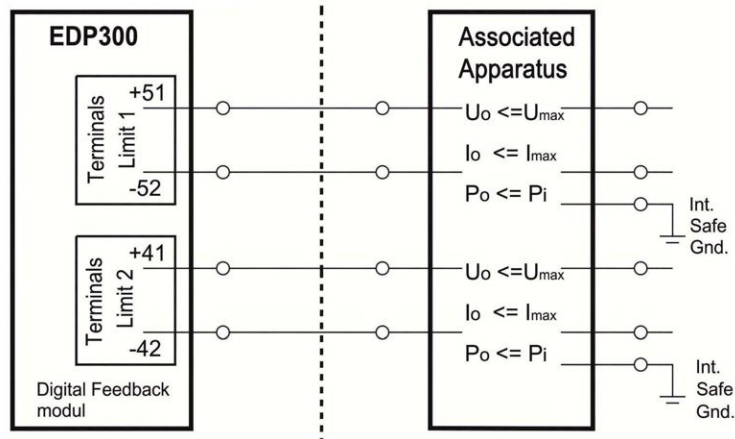 EDP300
Terminals
Limit 1
+51
-52
Terminals
Limit 2
+41
-42
Digital Feedback
modul
Associated
Apparatus
Uo <=Umax
Io <= Imax
Po <= Pi
Int.
Safe
Gnd.
Uo <=Umax
Io <= Imax
Po <= Pi
Int.
Safe
Gnd.